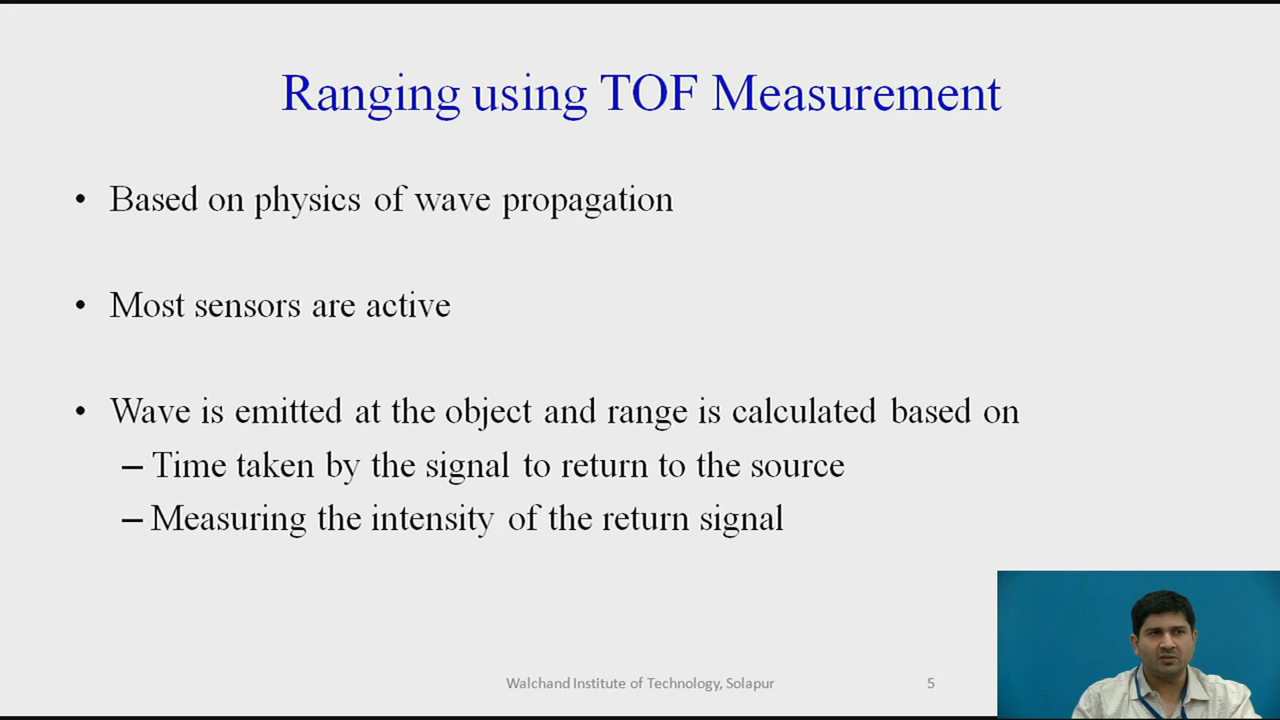 Ranging using TOF Measurement
• Based on physics of wave propagation
• Most sensors are active
• Wave is emitted at the object and range is calculated based on
– Time taken by the signal to return to the source
– Measuring the intensity of the return signal
Walchand Institute of Technology, Solapur 5